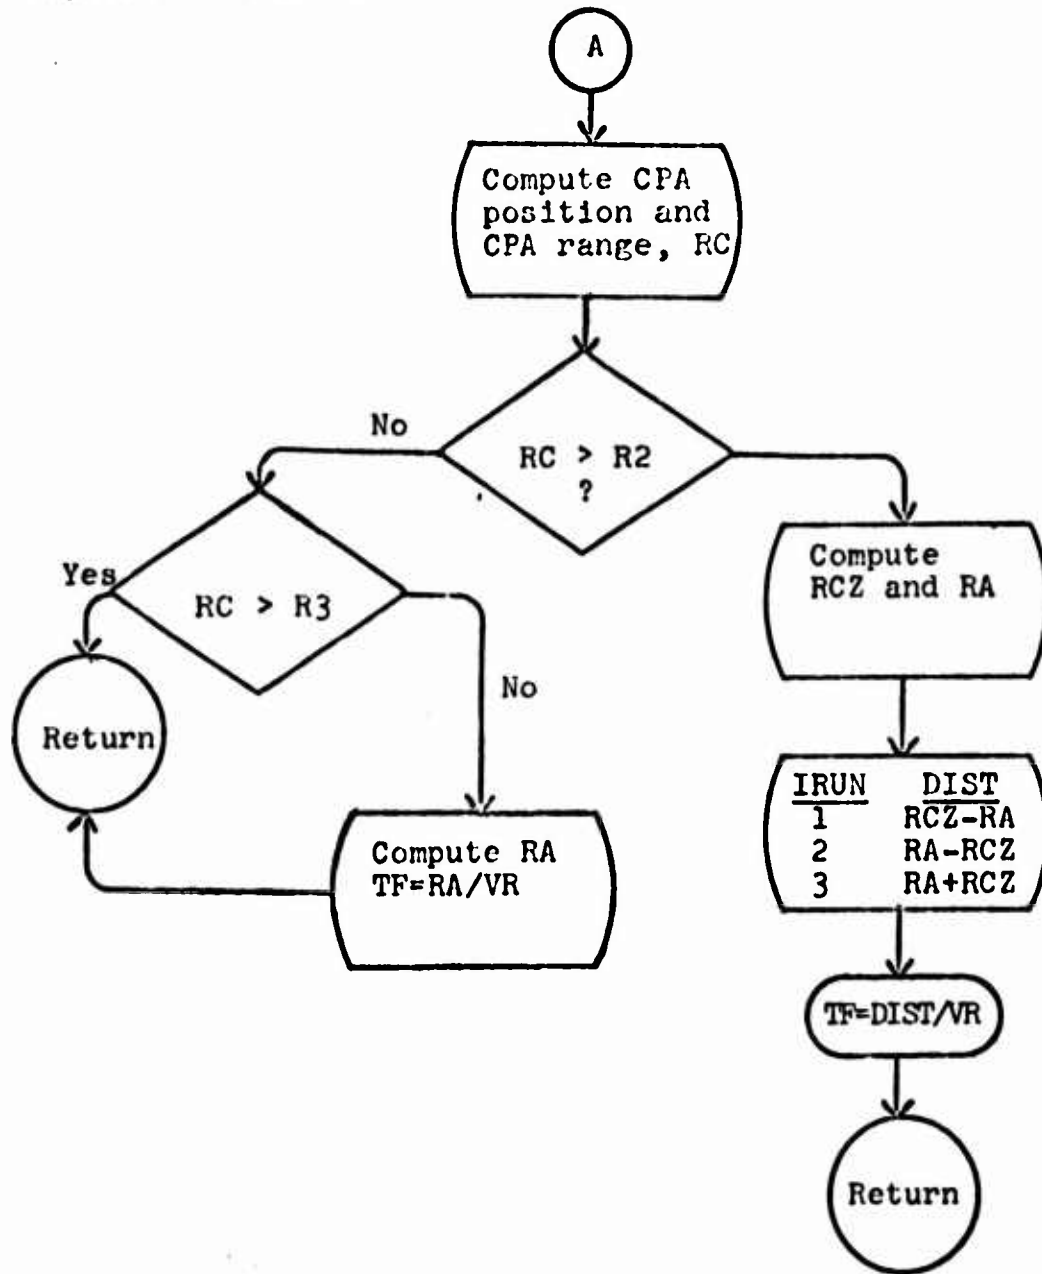 A
Compute CPA
position and
CPA range, RC
No
RC > R2
?
Yes
RC > R3
No
Return
Compute RA
TF=RA/VR
Compute
RCZ and RA
IRUN DIST
1 RCZ-RA
2 RA-RCZ
3 RA+RCZ
TF=DIST/VR
Return